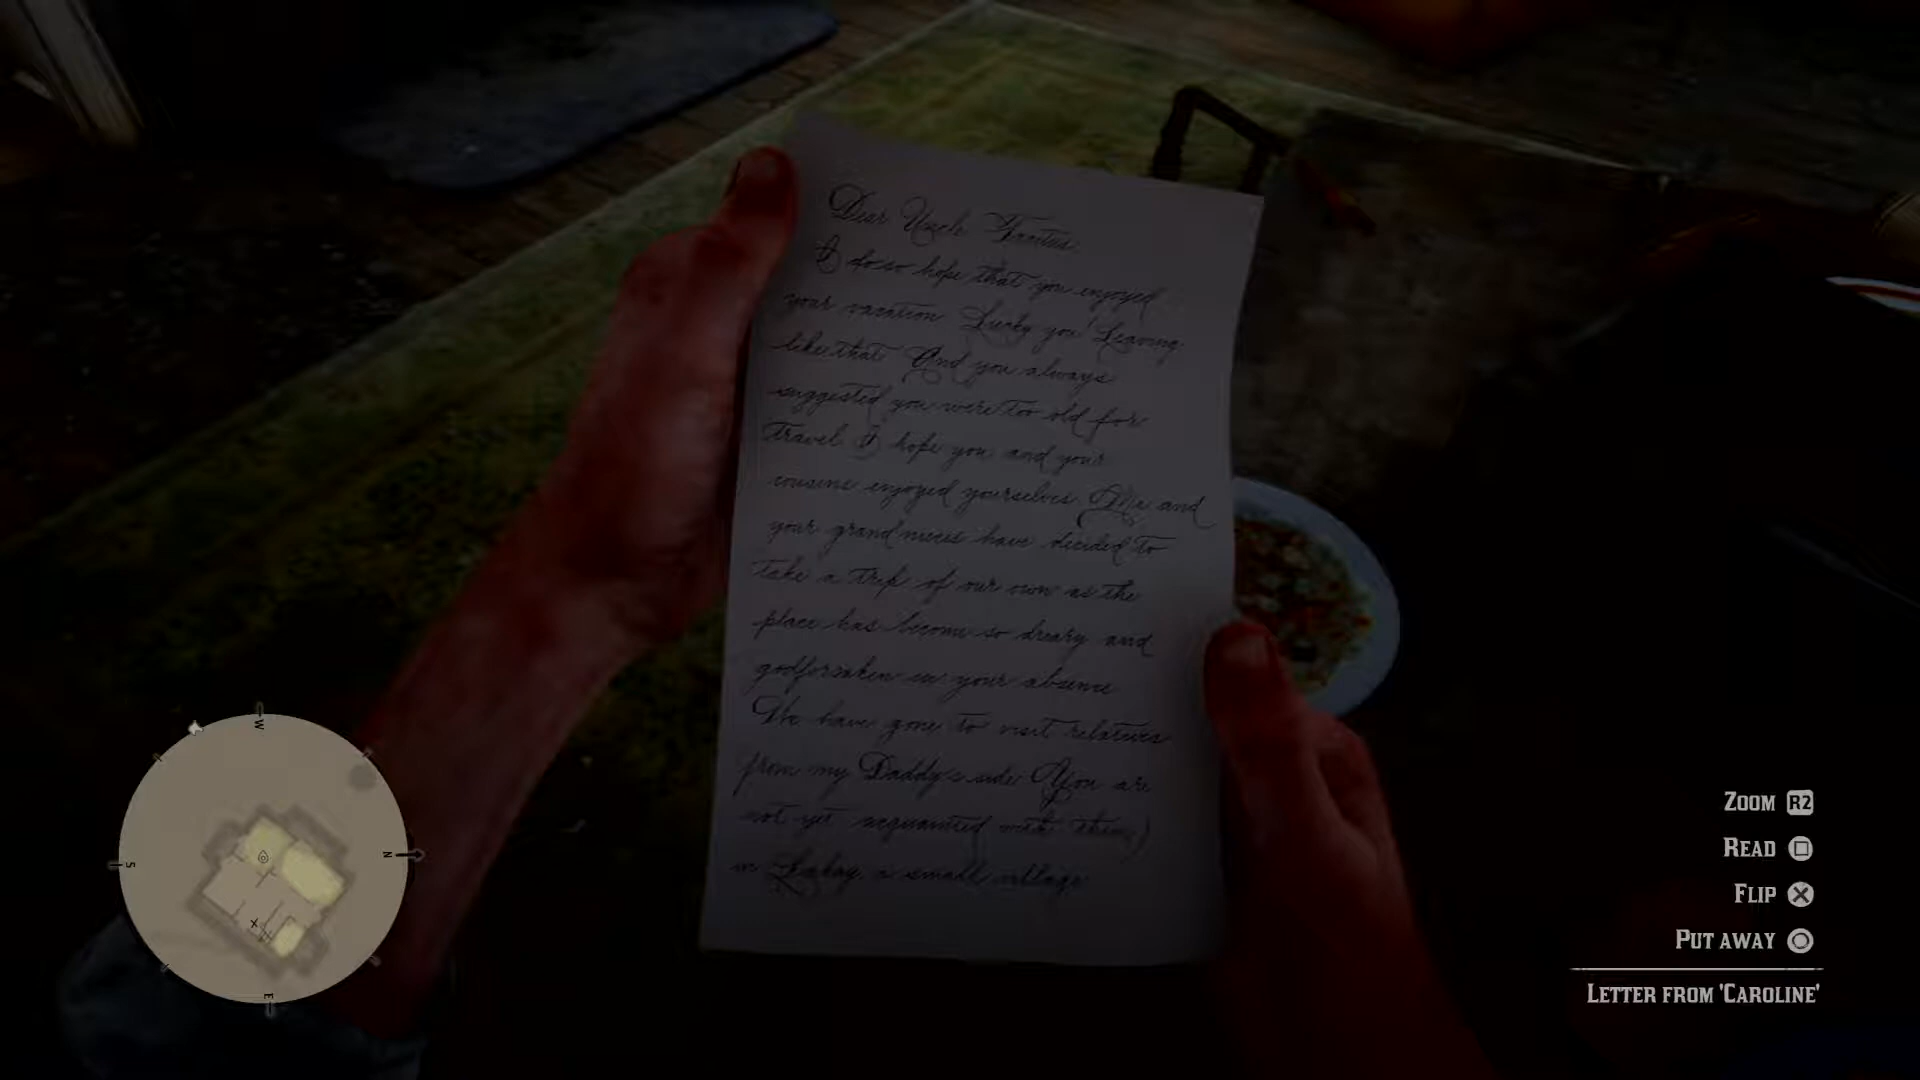 Dear Uncle Tacitus.
I do so hope that you enjoyed
your vacation Lucky you! Leaving
like that And you always
suggested you were too old for
travel I hope you and your
cousins enjoyed yourselves. Me and
your grand nieces have decided to
take a trip of our own as the
place has become so dreary and
godforsaken in your absence
We have gone to visit relatives
from my Daddy's side (You are
not yet acquainted with them)
in a small village
W
N
S
E
ZOOM R2
READ
FLIP
PUT AWAY
LETTER FROM 'CAROLINE'